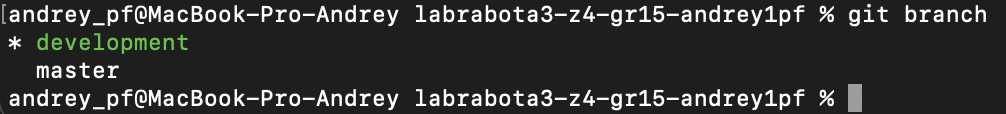 [andrey_pf@MacBook-Pro-Andrey labrabota3-z4-gr15-andrey1pf % git branch
* development
  master
andrey_pf@MacBook-Pro-Andrey labrabota3-z4-gr15-andrey1pf %